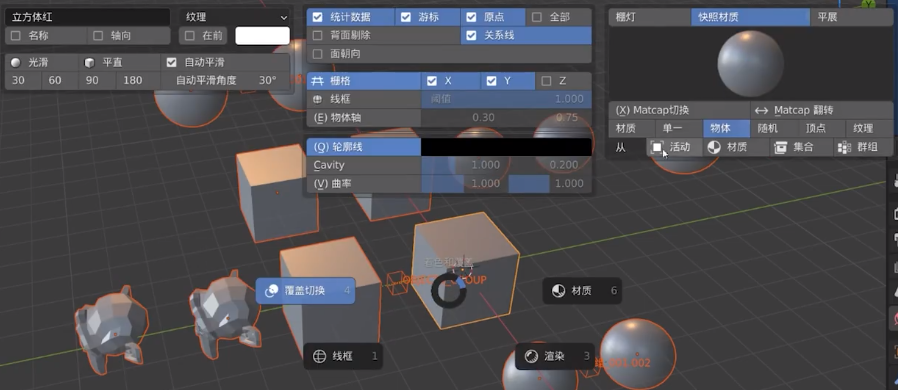 立方体红
纹理
名称
轴向
在前
光滑
平直
自动平滑
30 60 90 180
自动平滑角度 30°
统计数据
游标
原点
全部
背面剔除
关系线
面朝向
栅格
X
Y
Z
线框
阈值 1.000
(E) 物体轴 0.30 0.75
(Q) 轮廓线
Cavity 1.000 0.200
(V) 曲率 1.000 1.000
棚灯 快照材质 平展
(X) Matcap切换
Matcap 翻转
材质 单一 物体 随机 顶点 纹理
从 活动 材质 集合 群组
覆盖切换 4
材质 6
线框 1
渲染 3